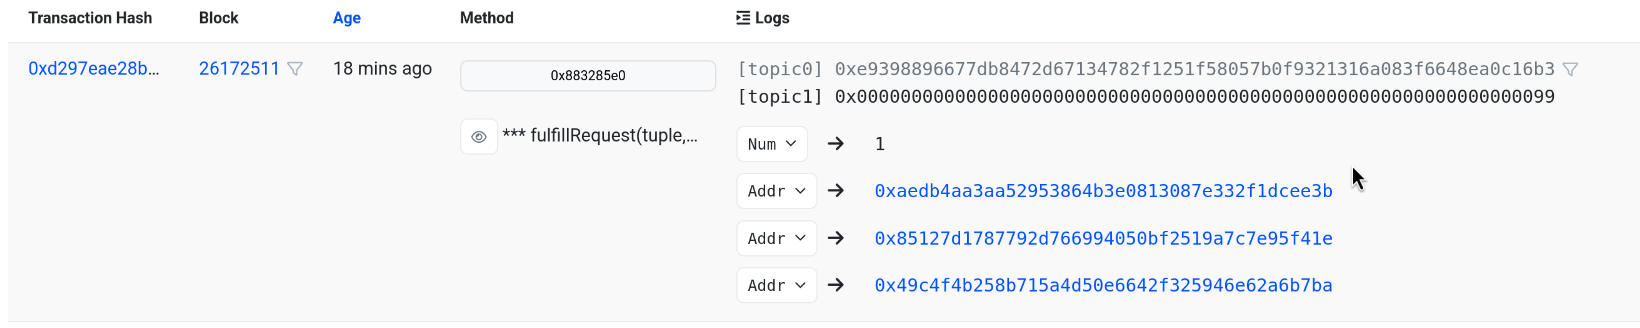 Transaction Hash Block Age Method Logs
0xd297eae28b... 26172511 18 mins ago 0x883285e0 [topic0] 0xe9398896677db8472d67134782f1251f58057b0f9321316a083f6648ea0c16b3
[topic1] 0x0000000000000000000000000000000000000000000000000000000000000099
*** fulfillRequest(tuple,... Num → 1
Addr → 0xaedb4aa3aa52953864b3e0813087e332f1dcee3b
Addr → 0x85127d1787792d766994050bf2519a7c7e95f41e
Addr → 0x49c4f4b258b715a4d50e6642f325946e62a6b7ba